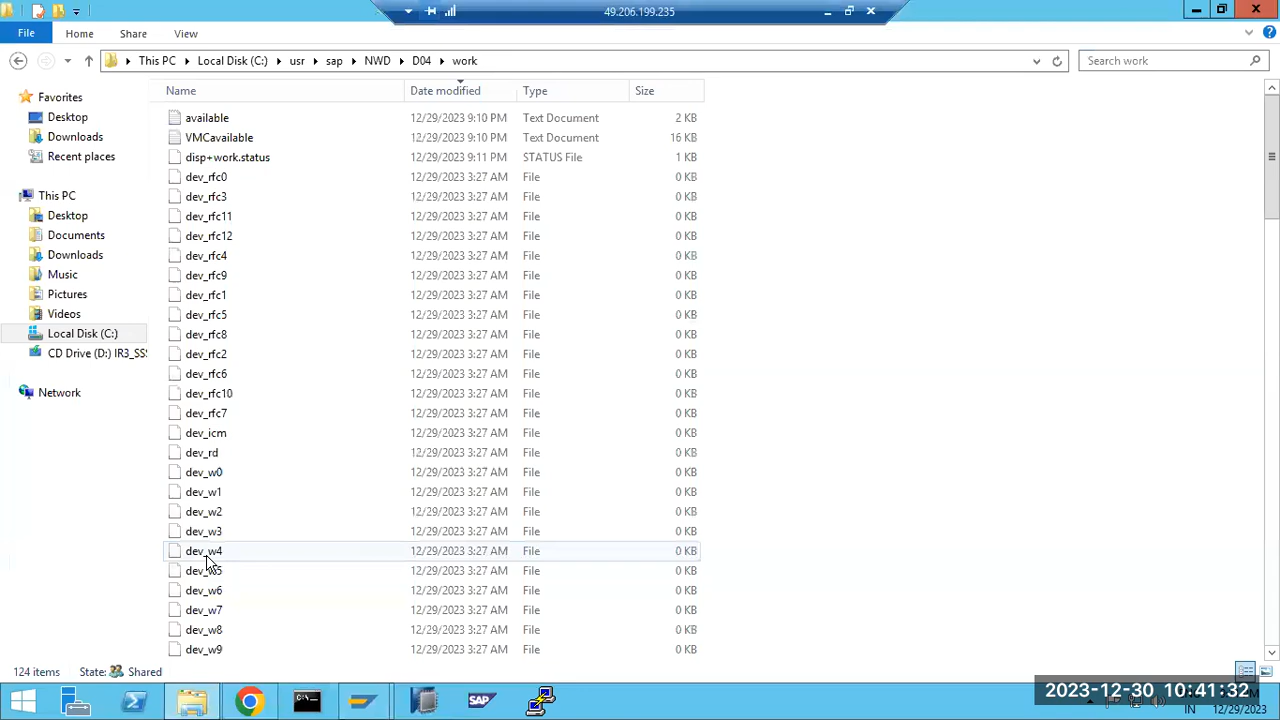 49.206.199.235
File
Home
Share
View
This PC
Local Disk (C:)
usr
sap
NWD
D04
work
Search work
Name
Date modified
Type
Size
Favorites
Desktop
Downloads
Recent places
This PC
Desktop
Documents
Downloads
Music
Pictures
Videos
Local Disk (C:)
CD Drive (D:) IR3_SS
Network
available 12/29/2023 9:10 PM Text Document 2 KB
VMCavailable 12/29/2023 9:10 PM Text Document 16 KB
disp+work.status 12/29/2023 9:11 PM STATUS File 1 KB
dev_rfc0 12/29/2023 3:27 AM File 0 KB
dev_rfc3 12/29/2023 3:27 AM File 0 KB
dev_rfc11 12/29/2023 3:27 AM File 0 KB
dev_rfc12 12/29/2023 3:27 AM File 0 KB
dev_rfc4 12/29/2023 3:27 AM File 0 KB
dev_rfc9 12/29/2023 3:27 AM File 0 KB
dev_rfc1 12/29/2023 3:27 AM File 0 KB
dev_rfc5 12/29/2023 3:27 AM File 0 KB
dev_rfc8 12/29/2023 3:27 AM File 0 KB
dev_rfc2 12/29/2023 3:27 AM File 0 KB
dev_rfc6 12/29/2023 3:27 AM File 0 KB
dev_rfc10 12/29/2023 3:27 AM File 0 KB
dev_rfc7 12/29/2023 3:27 AM File 0 KB
dev_icm 12/29/2023 3:27 AM File 0 KB
dev_rd 12/29/2023 3:27 AM File 0 KB
dev_w0 12/29/2023 3:27 AM File 0 KB
dev_w1 12/29/2023 3:27 AM File 0 KB
dev_w2 12/29/2023 3:27 AM File 0 KB
dev_w3 12/29/2023 3:27 AM File 0 KB
dev_w4 12/29/2023 3:27 AM File 0 KB
dev_w5 12/29/2023 3:27 AM File 0 KB
dev_w6 12/29/2023 3:27 AM File 0 KB
dev_w7 12/29/2023 3:27 AM File 0 KB
dev_w8 12/29/2023 3:27 AM File 0 KB
dev_w9 12/29/2023 3:27 AM File 0 KB
124 items
State:
Shared
SAP
2023-12-30 10:41:32
IN
12/29/2023